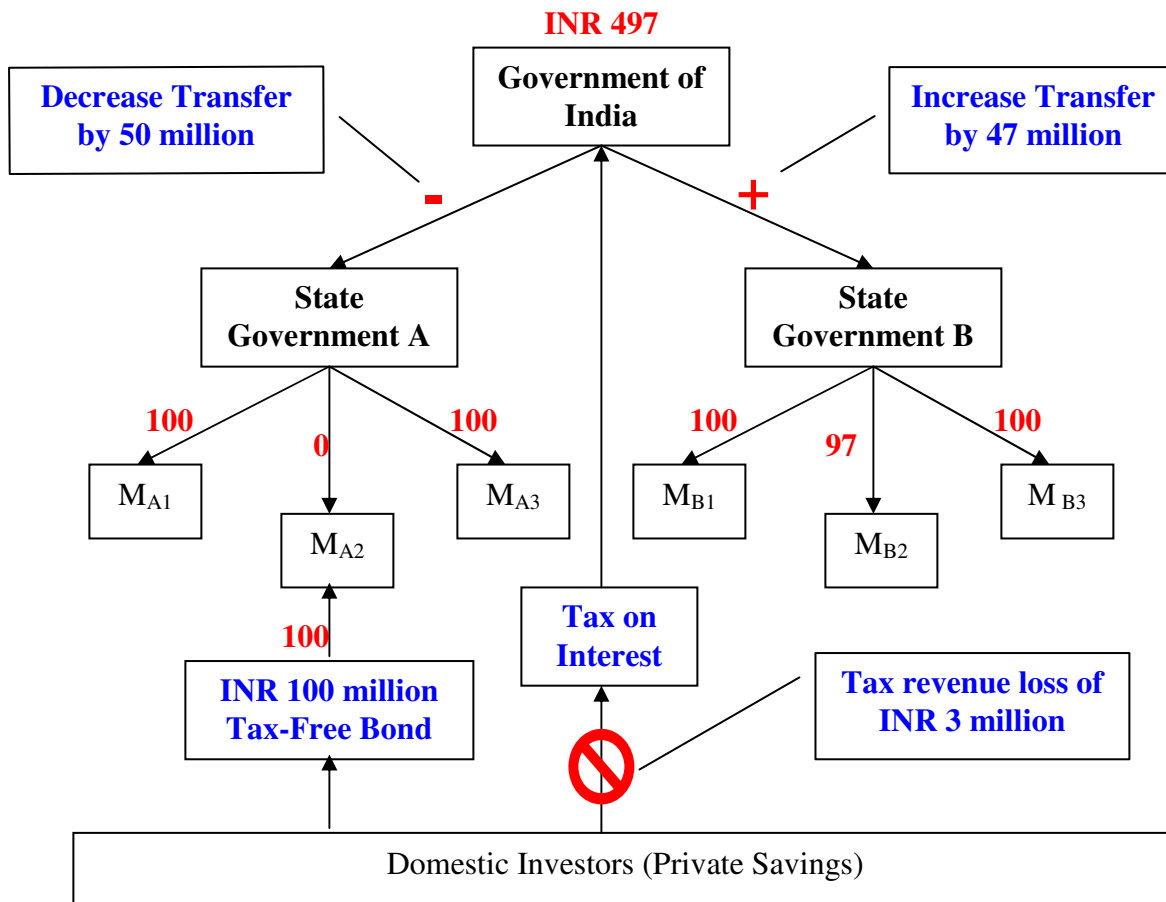 INR 497
Decrease Transfer
by 50 million
Government of
India
Increase Transfer
by 47 million
-
+
State
Government A
State
Government B
100
0
100
100
97
100
MA1
MA2
MA3
MB1
MB2
M B3
100
Tax on
Interest
INR 100 million
Tax-Free Bond
Tax revenue loss of
INR 3 million
Domestic Investors (Private Savings)